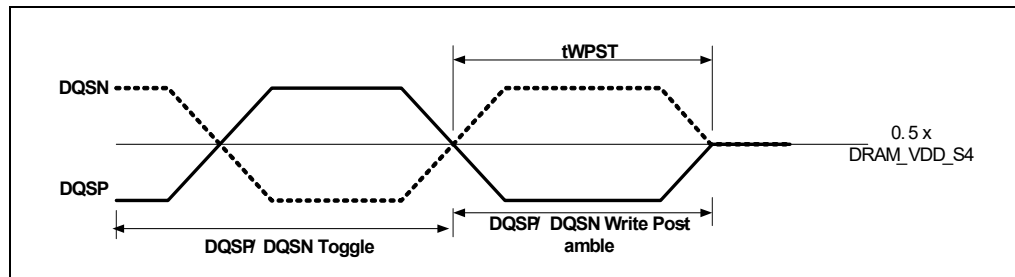 tWPST
DQSN
0.5 x
DRAM_VDD_S4
DQSP
DQSP/ DQSN Toggle
DQSP/ DQSN Write Post
amble